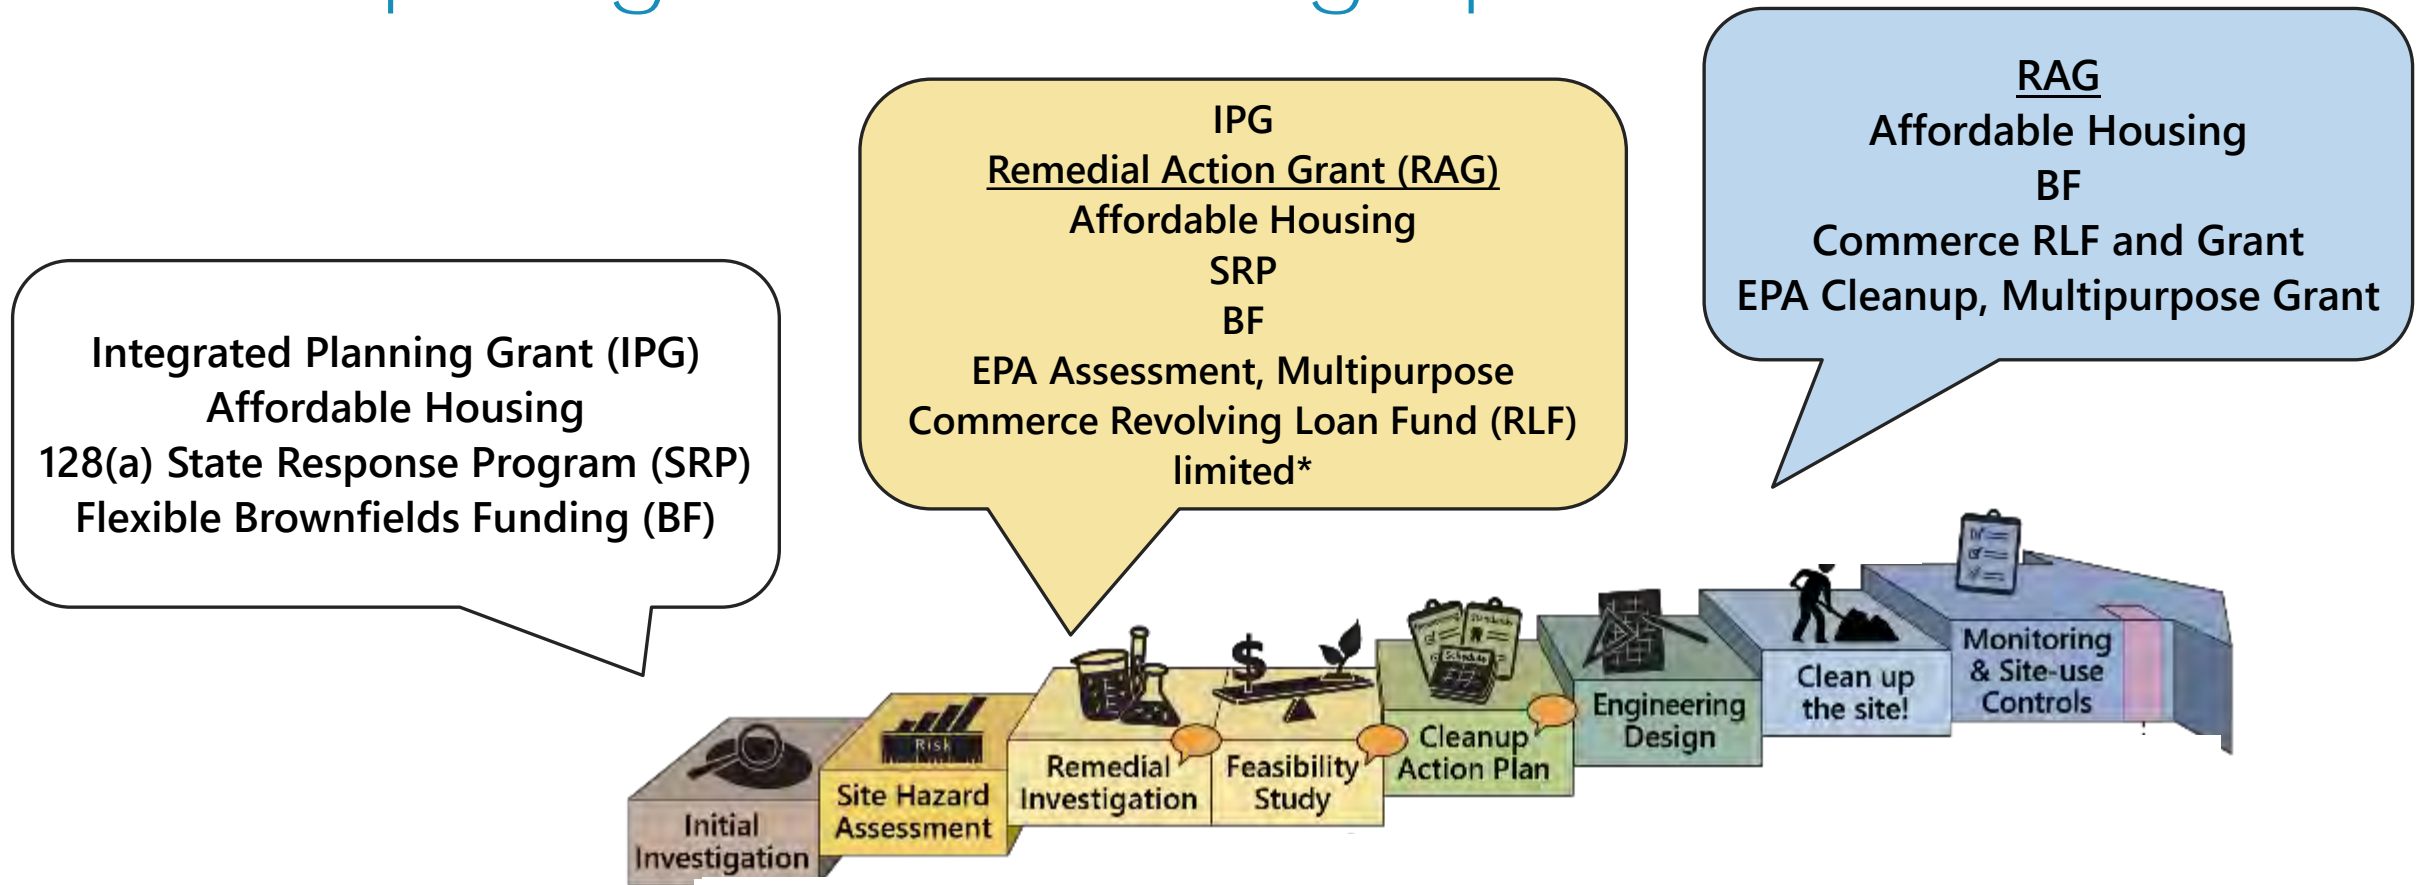 Integrated Planning Grant (IPG)
Affordable Housing
128(a) State Response Program (SRP)
Flexible Brownfields Funding (BF)
IPG
Remedial Action Grant (RAG)
Affordable Housing
SRP
BF
EPA Assessment, Multipurpose
Commerce Revolving Loan Fund (RLF)
limited*
RAG
Affordable Housing
BF
Commerce RLF and Grant
EPA Cleanup, Multipurpose Grant
Initial
Investigation
Risk
Site Hazard
Assessment
Remedial
Investigation
$
Feasibility
Study
Schedule
Cleanup
Action Plan
Engineering
Design
Clean up
the site!
Monitoring
& Site-use
Controls